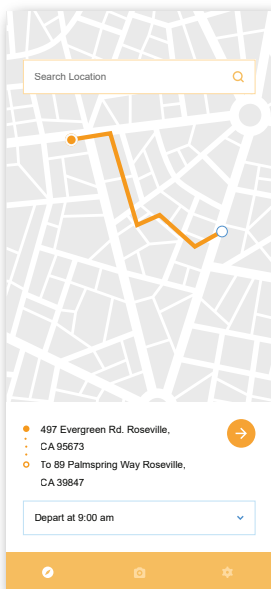 Search Location
497 Evergreen Rd. Roseville,
CA 95673
To 89 Palmspring Way Roseville,
CA 39847
Depart at 9:00 am